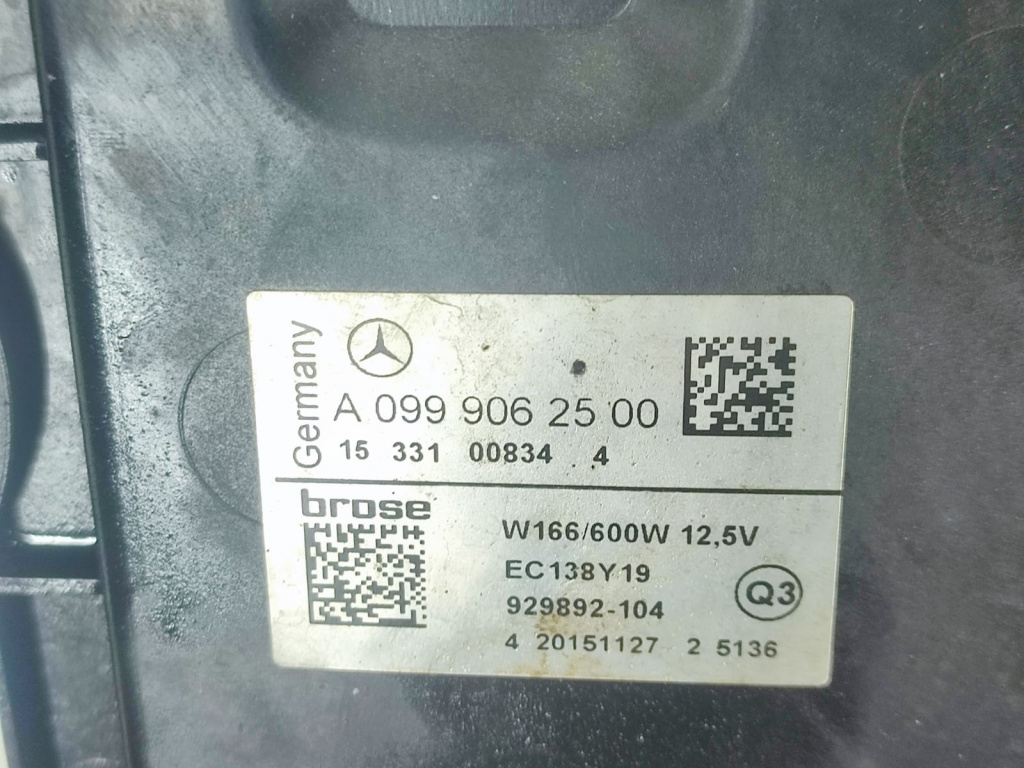 Germany
A 099 906 25 00
15 331 00834 4
brose
W166/600W 12,5V
EC138Y19
929892-104
Q3
4 20151127 2 5136